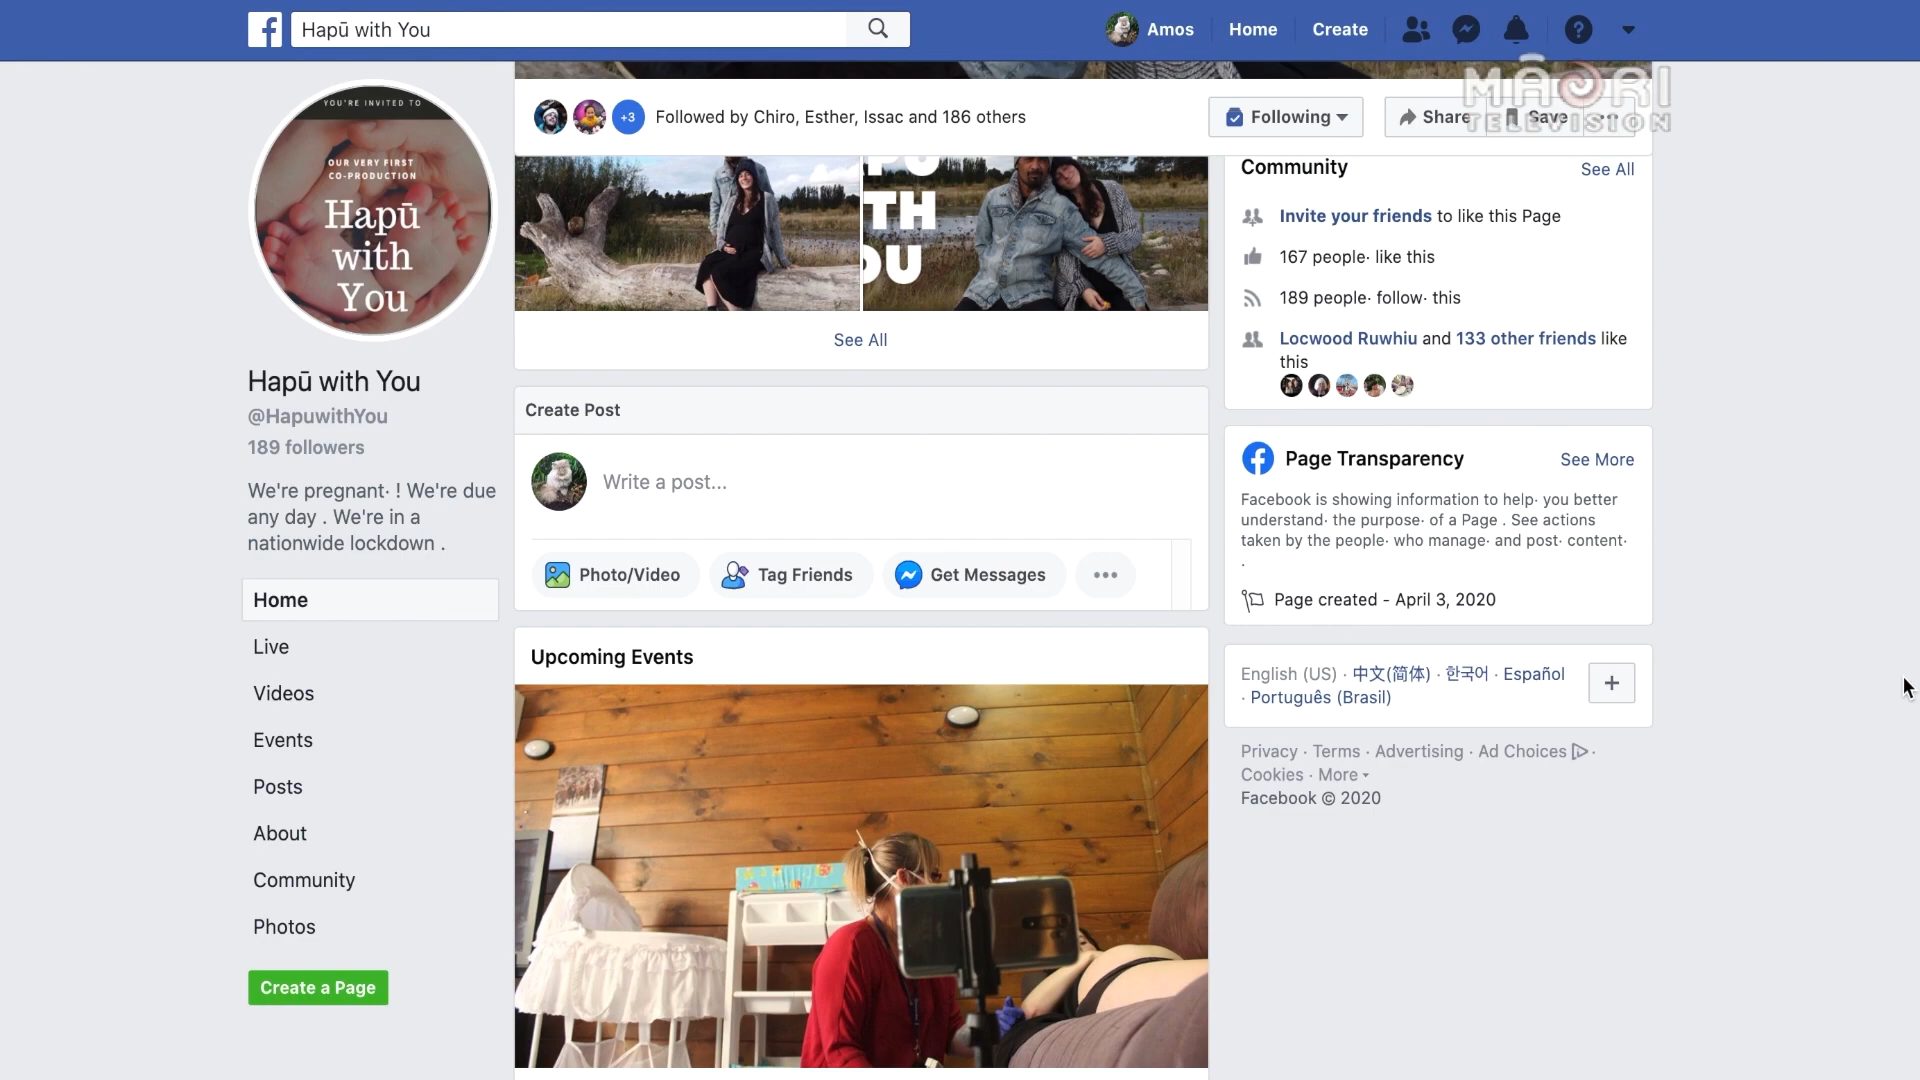 Hapū with You
Amos
Home
Create
MĀORI
TELEVISION
YOU'RE INVITED TO
OUR VERY FIRST
CO-PRODUCTION
Hapū
with
You
Hapū with You
@HapuwithYou
189 followers
We're pregnant· ! We're due
any day . We're in a
nationwide lockdown .
Home
Live
Videos
Events
Posts
About
Community
Photos
Create a Page
+3
Followed by Chiro, Esther, Issac and 186 others
Following
Share
Save
TH
See All
Create Post
Write a post...
Photo/Video
Tag Friends
Get Messages
Upcoming Events
Community
See All
Invite your friends to like this Page
167 people· like this
189 people· follow· this
Locwood Ruwhiu and 133 other friends like
this
Page Transparency
See More
Facebook is showing information to help· you better
understand· the purpose· of a Page . See actions
taken by the people· who manage· and post· content·
.
Page created - April 3, 2020
English (US) · 中文(简体) · 한국어 · Español
· Português (Brasil)
Privacy · Terms · Advertising · Ad Choices ·
Cookies · More
Facebook © 2020